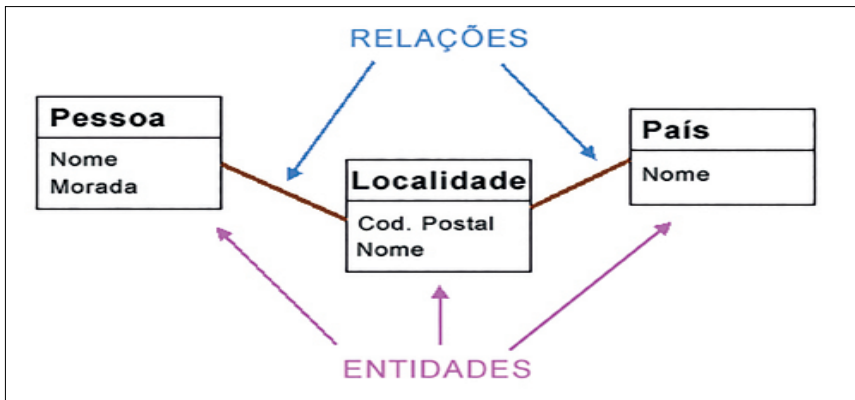 RELAÇÕES
Pessoa
Nome
Morada
Localidade
Cod. Postal
Nome
País
Nome
ENTIDADES